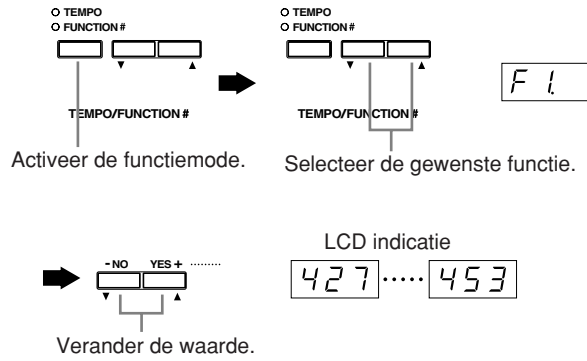 TEMPO
FUNCTION #
▼ ▲
TEMPO/FUNCTION #
Activeer de functiemode.
TEMPO
FUNCTION #
▼ ▲
TEMPO/FUNCTION #
Selecteer de gewenste functie.
F 1.
- NO YES + ·········
▼ ▲
Verander de waarde.
LCD indicatie
427 ····· 453